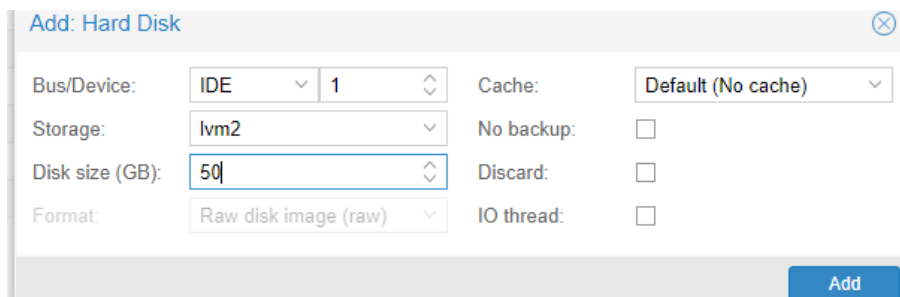 Add: Hard Disk
Bus/Device: IDE 1 Cache: Default (No cache)
Storage: lvm2 No backup:
Disk size (GB): 50 Discard:
Format: Raw disk image (raw) IO thread:
Add